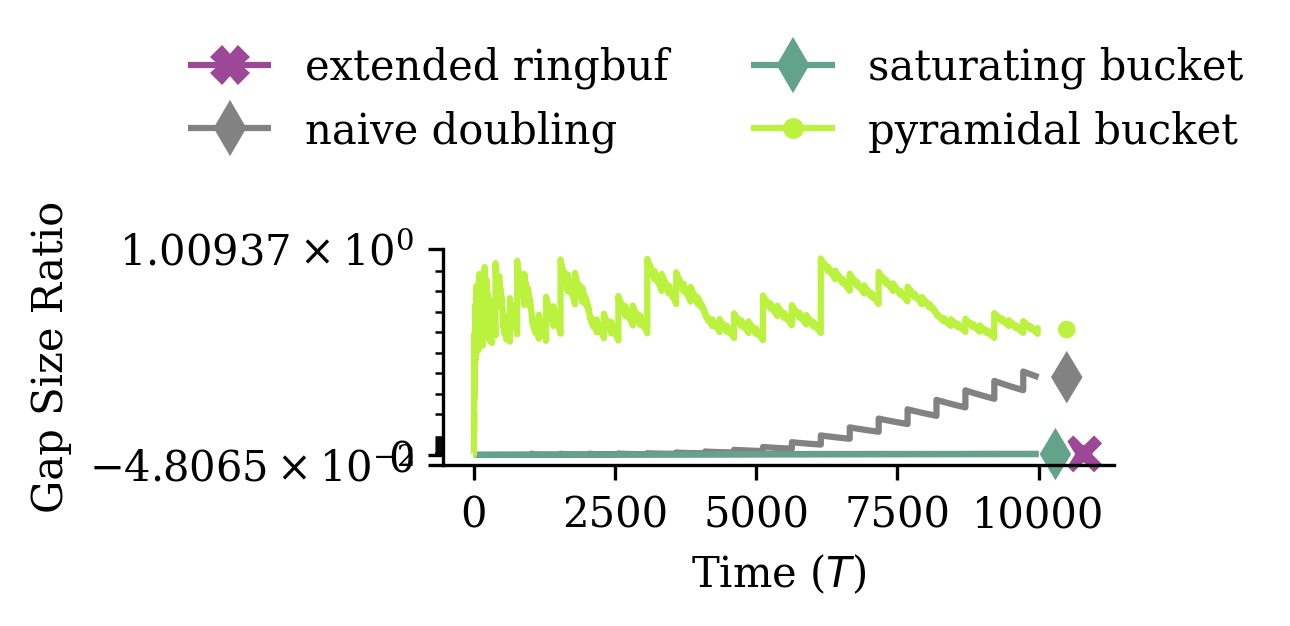 extended ringbuf
saturating bucket
naive doubling
pyramidal bucket
Gap Size Ratio
1.00937 × 10⁰
0
−4.8065 × 10⁻²
0 2500 5000 7500 10000
Time (T)